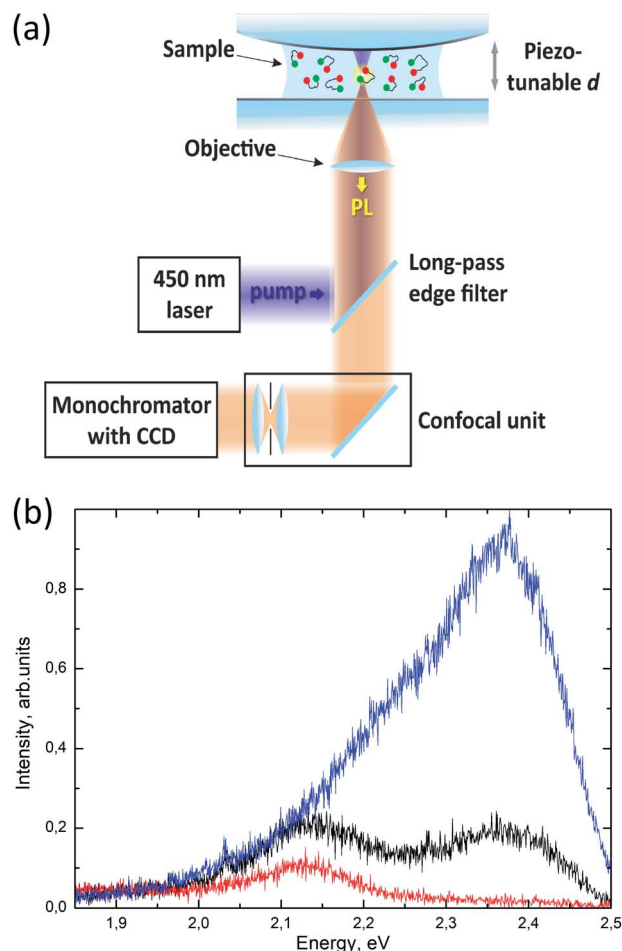 (a)
Sample
Piezo-
tunable d
Objective
PL
450 nm
laser
pump
Long-pass
edge filter
Monochromator
with CCD
Confocal unit
(b)
Intensity, arb.units
0,8
0,6
0,4
0,2
0,0
1,9 2,0 2,1 2,2 2,3 2,4 2,5
Energy, eV